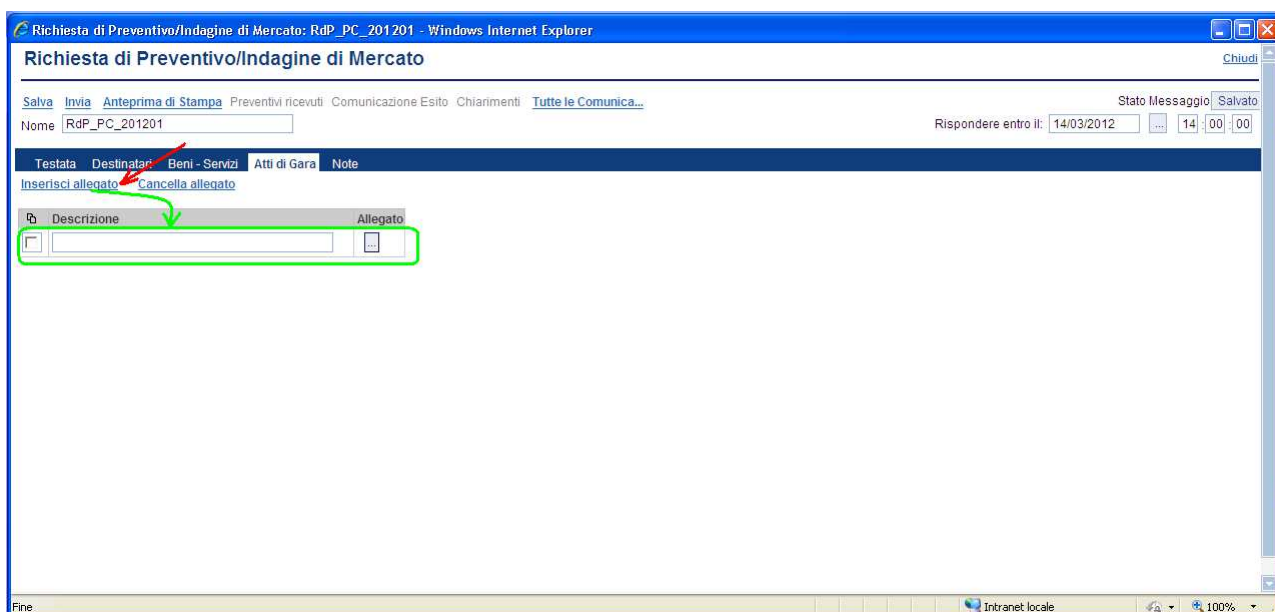 Richiesta di Preventivo/Indagine di Mercato: RdP_PC_201201 - Windows Internet Explorer
Richiesta di Preventivo/Indagine di Mercato Chiudi
Salva Invia Anteprima di Stampa Preventivi ricevuti Comunicazione Esito Chiarimenti Tutte le Comunica... Stato Messaggio Salvato
Nome RdP_PC_201201 Rispondere entro il: 14/03/2012 ... 14 : 00 : 00
Testata Destinatari Beni - Servizi Atti di Gara Note
Inserisci allegato Cancella allegato
Descrizione Allegato
...
Fine Intranet locale 100%